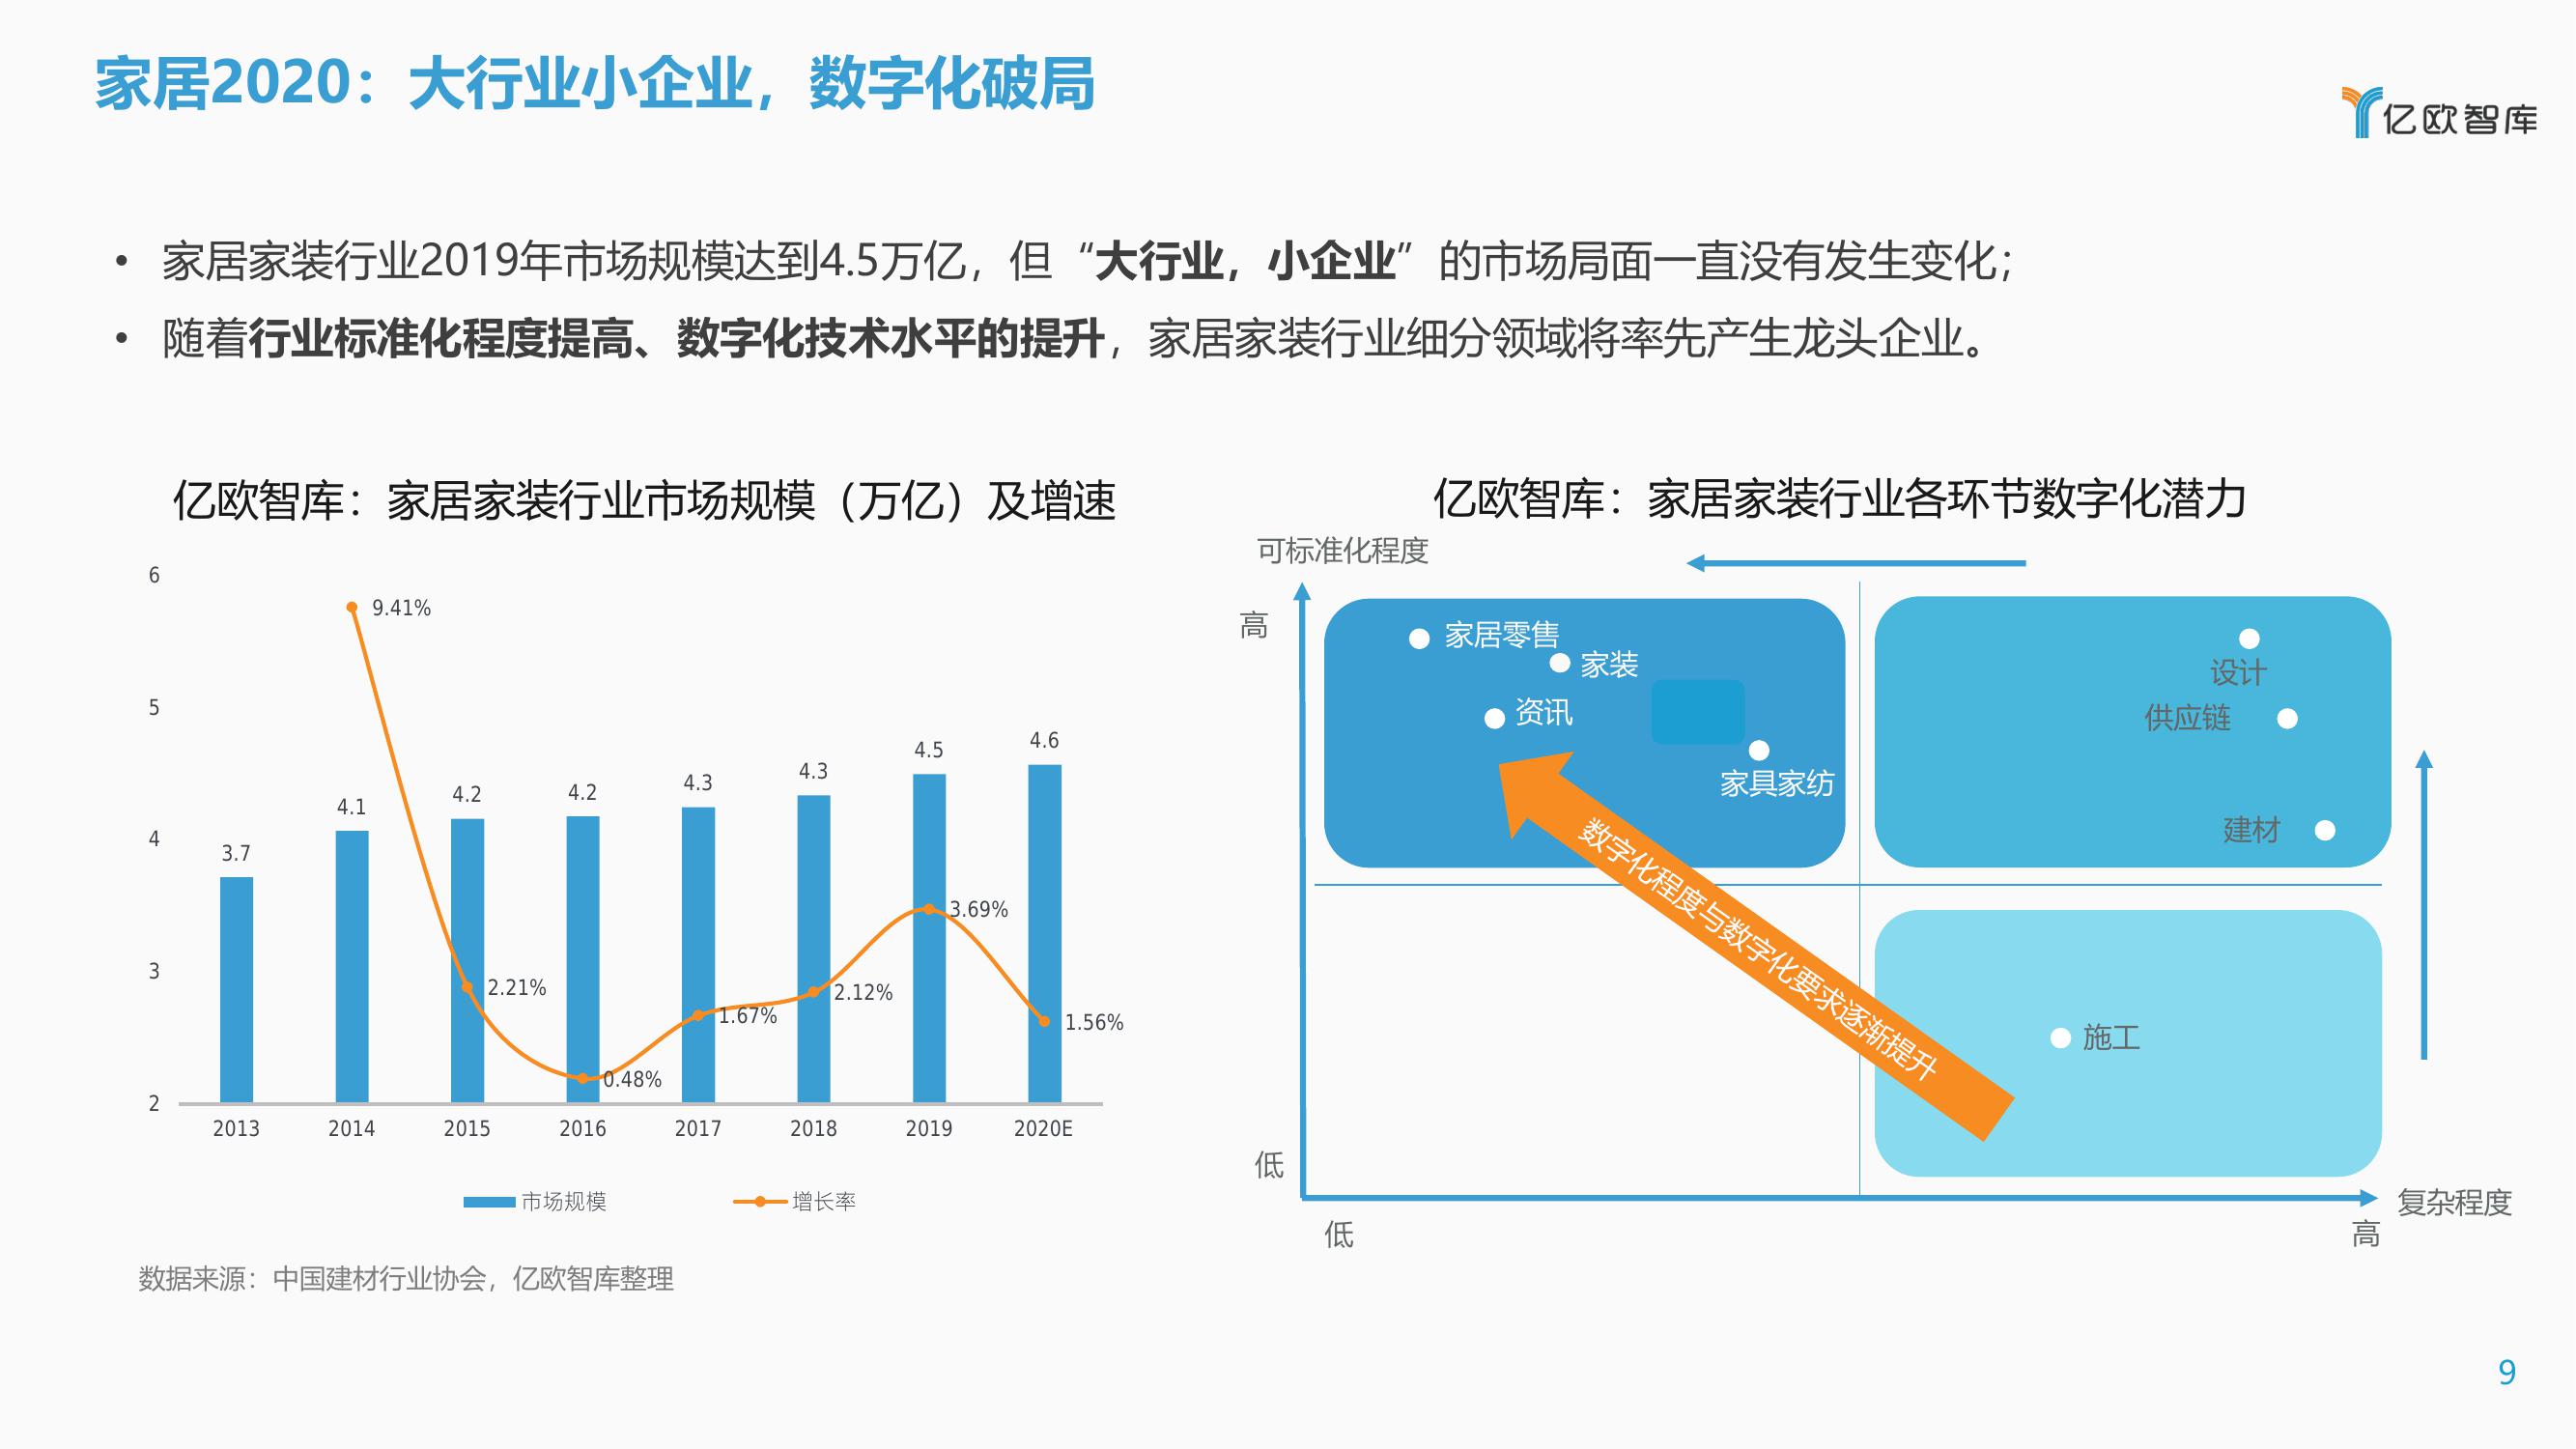 家居2020：大行业小企业，数字化破局
亿欧智库
• 家居家装行业2019年市场规模达到4.5万亿，但“大行业，小企业”的市场局面一直没有发生变化；
• 随着行业标准化程度提高、数字化技术水平的提升，家居家装行业细分领域将率先产生龙头企业。
亿欧智库：家居家装行业市场规模（万亿）及增速
6
5
4
3
2
9.41%
2.21%
0.48%
1.67%
2.12%
3.69%
1.56%
3.7
4.1
4.2
4.2
4.3
4.3
4.5
4.6
2013
2014
2015
2016
2017
2018
2019
2020E
市场规模
增长率
数据来源：中国建材行业协会，亿欧智库整理
亿欧智库：家居家装行业各环节数字化潜力
可标准化程度
高
家居零售
家装
资讯
家具家纺
设计
供应链
建材
数字化程度与数字化要求逐渐提升
施工
低
低
高
复杂程度
9